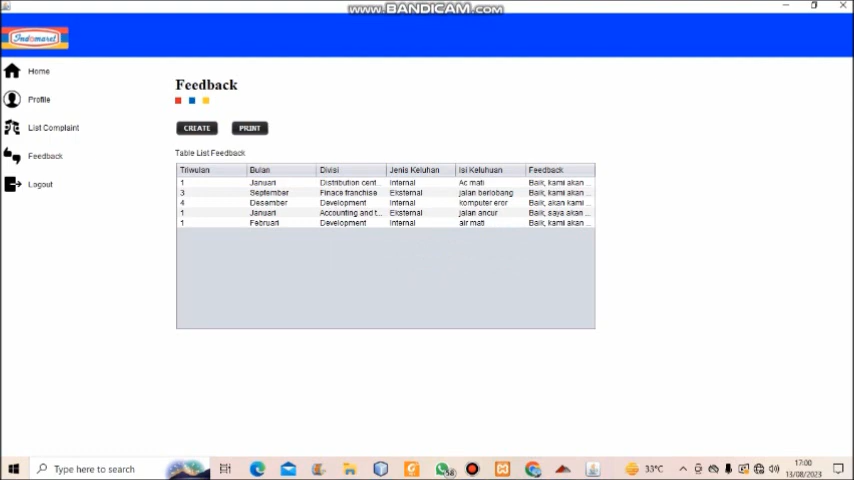 WWW.BANDICAM.COM
Indomaret
Home
Profile
List Complaint
Feedback
Logout
Feedback
CREATE PRINT
Table List Feedback
Triwulan Bulan Divisi Jenis Keluhan Isi Keluhuan Feedback
1 Januari Distribution cent... Internal Ac mati Baik, kami akan ...
3 September Finace franchise Eksternal jalan berlobang Baik, kami akan ...
4 Desember Development Internal komputer eror Baik, akan kami ...
1 Januari Accounting and t... Eksternal jalan ancur Baik, saya akan ...
1 Februari Development Internal air mati Baik, kami akan ...
Type here to search 33°C 17:00
13/08/2023